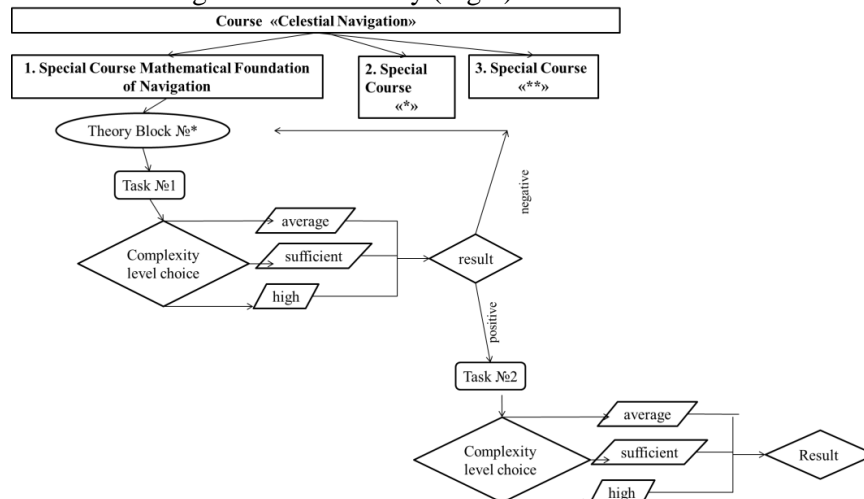 Course «Celestial Navigation»
1. Special Course Mathematical Foundation
of Navigation
2. Special
Course
«*»
3. Special Course
«**»
Theory Block №*
Task №1
Complexity
level choice
average
sufficient
high
result
negative
positive
Task №2
Complexity
level choice
average
sufficient
high
Result